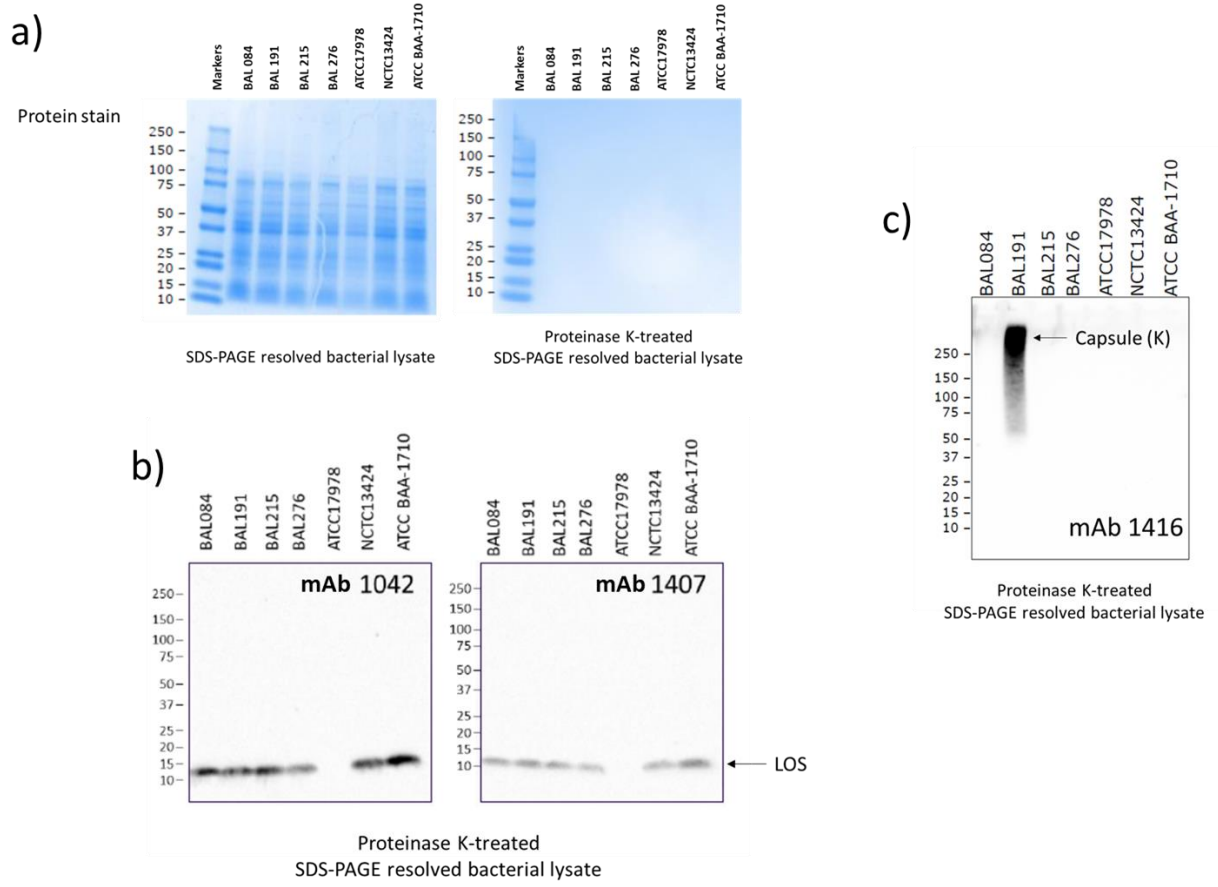 a)
Protein stain
Markers
BAL 084
BAL 191
BAL 215
BAL 276
ATCC17978
NCTC13424
ATCC BAA-1710
250
150
100
75
50
37
25
20
15
10
SDS-PAGE resolved bacterial lysate
Markers
BAL 084
BAL 191
BAL 215
BAL 276
ATCC17978
NCTC13424
ATCC BAA-1710
250
150
100
75
50
37
25
20
15
10
Proteinase K-treated
SDS-PAGE resolved bacterial lysate
b)
BAL084
BAL191
BAL215
BAL276
ATCC17978
NCTC13424
ATCC BAA-1710
mAb 1042
250
150
100
75
50
37
25
20
15
10
BAL084
BAL191
BAL215
BAL276
ATCC17978
NCTC13424
ATCC BAA-1710
mAb 1407
250
150
100
75
50
37
25
20
15
10
LOS
Proteinase K-treated
SDS-PAGE resolved bacterial lysate
c)
BAL084
BAL191
BAL215
BAL276
ATCC17978
NCTC13424
ATCC BAA-1710
Capsule (K)
250
150
100
75
50
37
25
20
15
10
mAb 1416
Proteinase K-treated
SDS-PAGE resolved bacterial lysate